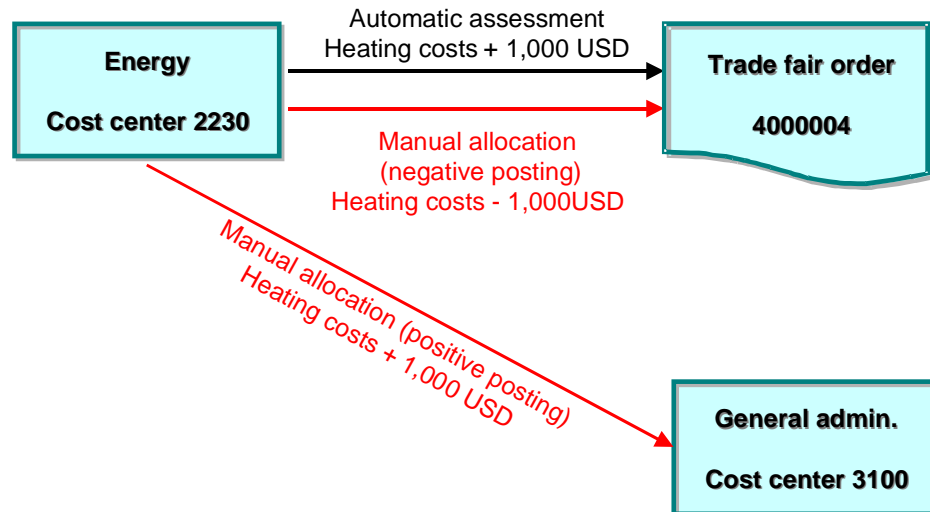 Automatic assessment
Heating costs + 1,000 USD
Energy
Cost center 2230
Trade fair order
4000004
Manual allocation
(negative posting)
Heating costs - 1,000USD
Manual allocation (positive posting)
Heating costs + 1,000 USD
General admin.
Cost center 3100